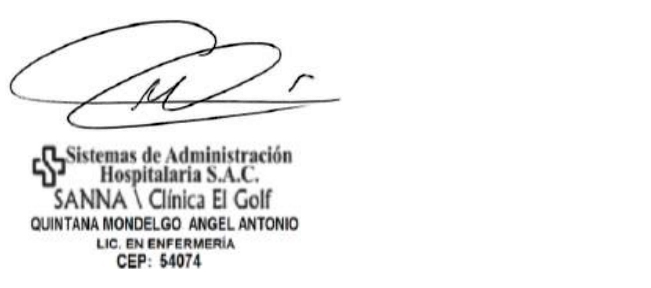 Sistemas de Administración
Hospitalaria S.A.C.
SANNA \ Clínica El Golf
QUINTANA MONDELGO ANGEL ANTONIO
LIC. EN ENFERMERÍA
CEP: 54074